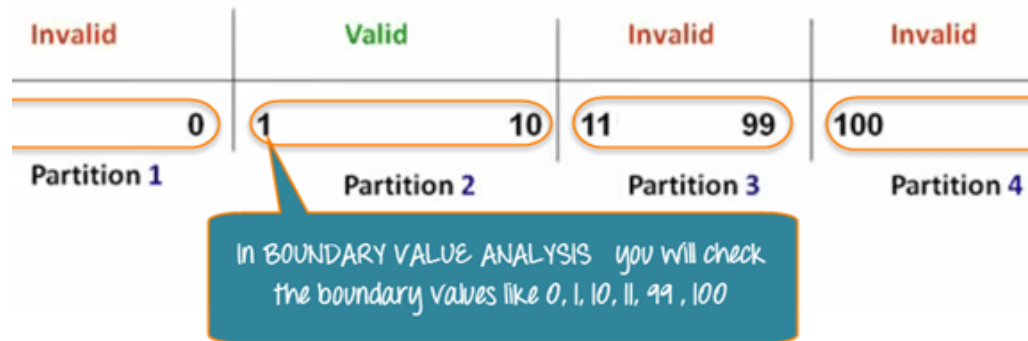 Invalid Valid Invalid Invalid
0 1 10 11 99 100
Partition 1 Partition 2 Partition 3 Partition 4
In BOUNDARY VALUE ANALYSIS you will check
the boundary values like 0, 1, 10, 11, 99 , 100